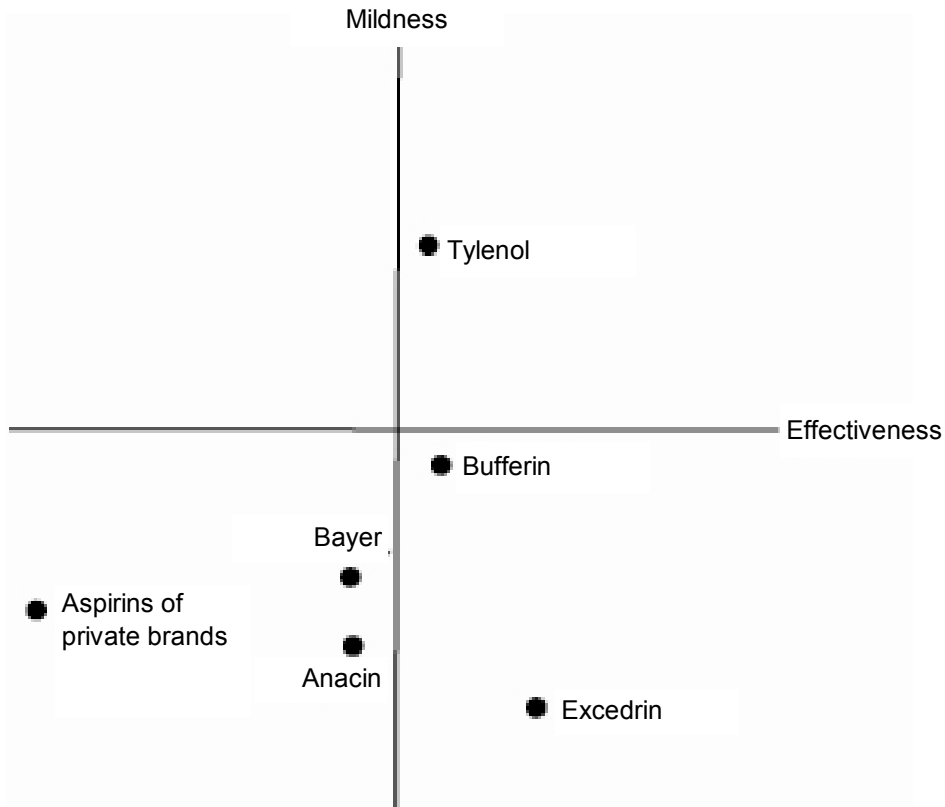 Mildness
Tylenol
Effectiveness
Bufferin
Bayer
Aspirins of
private brands
Anacin
Excedrin